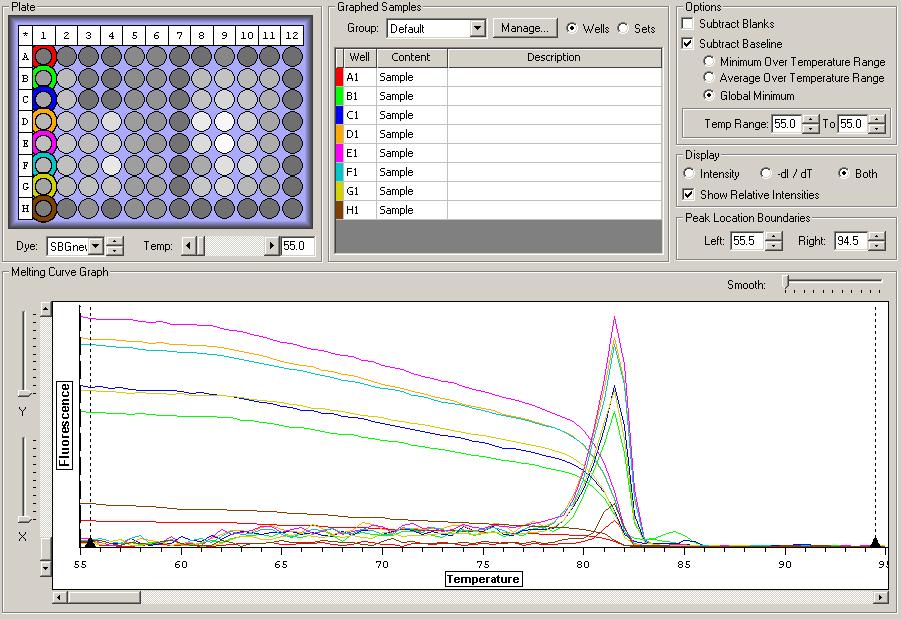 Plate
* 1 2 3 4 5 6 7 8 9 10 11 12
A
B
C
D
E
F
G
H
Dye: SBGnew Temp: 55.0
Graphed Samples
Group: Default Manage... Wells Sets
Well Content Description
A1 Sample
B1 Sample
C1 Sample
D1 Sample
E1 Sample
F1 Sample
G1 Sample
H1 Sample
Options
Subtract Blanks
Subtract Baseline
Minimum Over Temperature Range
Average Over Temperature Range
Global Minimum
Temp Range: 55.0 To 55.0
Display
Intensity -dI / dT Both
Show Relative Intensities
Peak Location Boundaries
Left: 55.5 Right: 94.5
Melting Curve Graph
Smooth:
Y
X
Fluorescence
55 60 65 70 75 80 85 90 95
Temperature